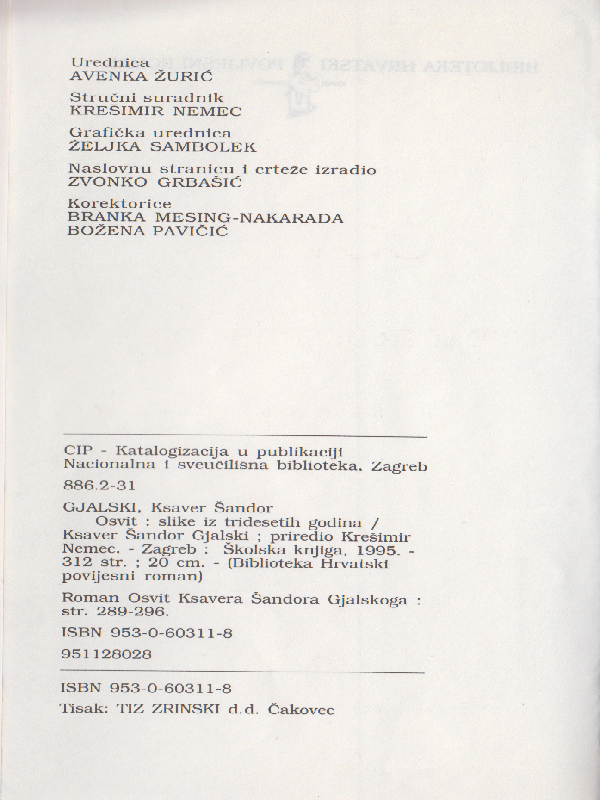 Urednica
AVENKA ŽURIĆ
Stručni suradnik
KREŠIMIR NEMEC
Grafička urednica
ŽELJKA SAMBOLEK
Naslovnu stranicu i crteže izradio
ZVONKO GRBAŠIĆ
Korektorice
BRANKA MESING-NAKARADA
BOŽENA PAVIČIĆ
CIP - Katalogizacija u publikaciji
Nacionalna i sveučilišna biblioteka, Zagreb
886.2-31
GJALSKI, Ksaver Šandor
Osvit : slike iz tridesetih godina /
Ksaver Šandor Gjalski ; priredio Krešimir
Nemec. - Zagreb : Školska knjiga, 1995. -
312 str. ; 20 cm. - (Biblioteka Hrvatski
povijesni roman)
Roman Osvit Ksavera Šandora Gjalskoga :
str. 289-296.
ISBN 953-0-60311-8
951128028
ISBN 953-0-60311-8
Tisak: TIZ ZRINSKI d.d. Čakovec